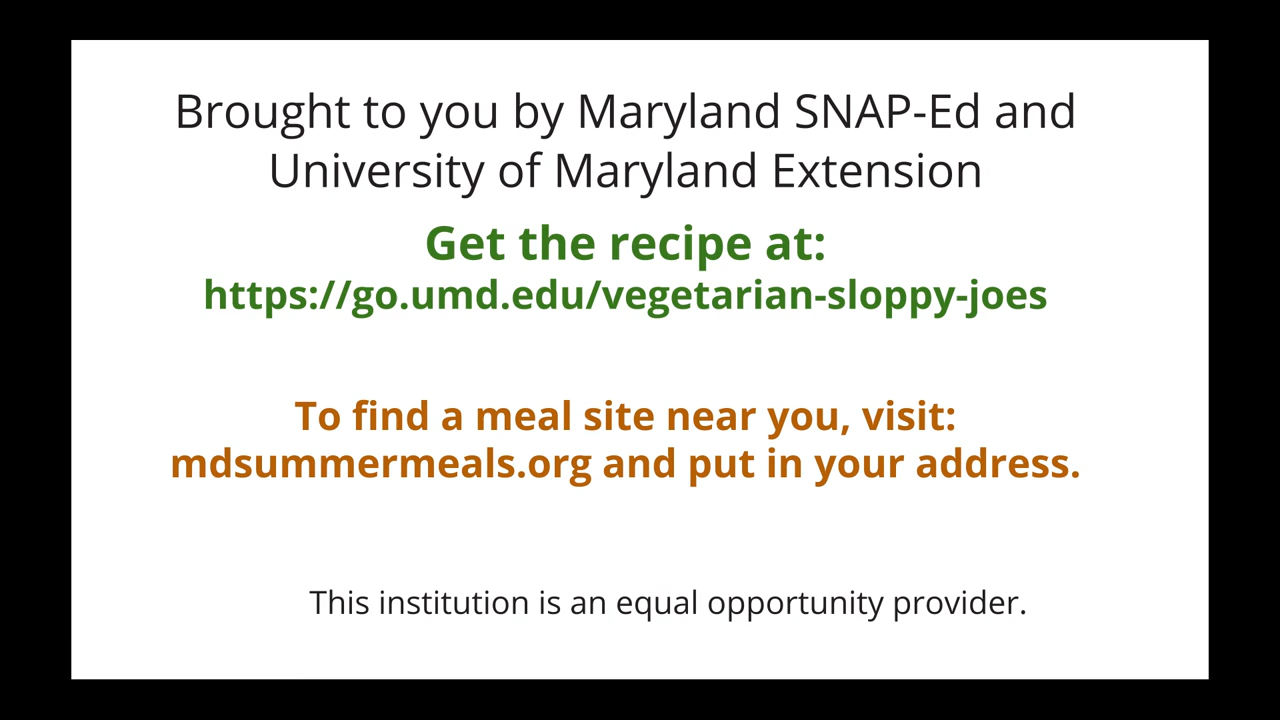 Brought to you by Maryland SNAP-Ed and
University of Maryland Extension
Get the recipe at:
https://go.umd.edu/vegetarian-sloppy-joes
To find a meal site near you, visit:
mdsummermeals.org and put in your address.
This institution is an equal opportunity provider.